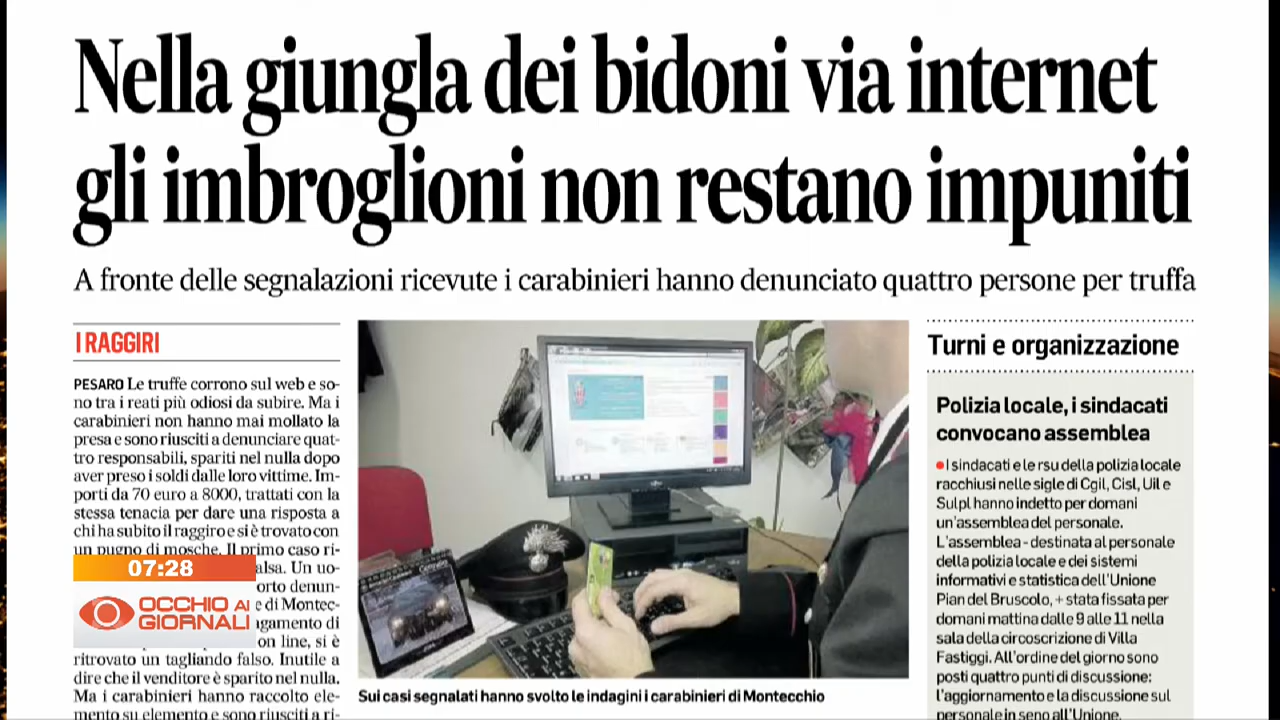 Nella giungla dei bidoni via internet
gli imbroglioni non restano impuniti
A fronte delle segnalazioni ricevute i carabinieri hanno denunciato quattro persone per truffa
I RAGGIRI
PESARO Le truffe corrono sul web e so-
no tra i reati più odiosi da subire. Ma i
carabinieri non hanno mai mollato la
presa e sono riusciti a denunciare quat-
tro responsabili, spariti nel nulla dopo
aver preso i soldi dalle loro vittime. Im-
porti da 70 euro a 8000, trattati con la
stessa tenacia per dare una risposta a
chi ha subito il raggiro e si è trovato con
un pugno di mosche. Il primo caso ri-
alsa. Un uo-
orto denun-
e di Montec-
agamento di
on line, si è
ritrovato un tagliando falso. Inutile a
dire che il venditore è sparito nel nulla.
Ma i carabinieri hanno raccolto ele-
mento su elemento e sono riusciti a ri-
07:28
OCCHIO AI
GIORNALI
Sui casi segnalati hanno svolto le indagini i carabinieri di Montecchio
Turni e organizzazione
Polizia locale, i sindacati
convocano assemblea
● I sindacati e le rsu della polizia locale
racchiusi nelle sigle di Cgil, Cisl, Uil e
Sulpl hanno indetto per domani
un'assemblea del personale.
L'assemblea - destinata al personale
della polizia locale e dei sistemi
informativi e statistica dell'Unione
Pian del Bruscolo, + stata fissata per
domani mattina dalle 9 alle 11 nella
sala della circoscrizione di Villa
Fastiggi. All'ordine del giorno sono
posti quattro punti di discussione:
l'aggiornamento e la discussione sul
personale in seno all'Unione.